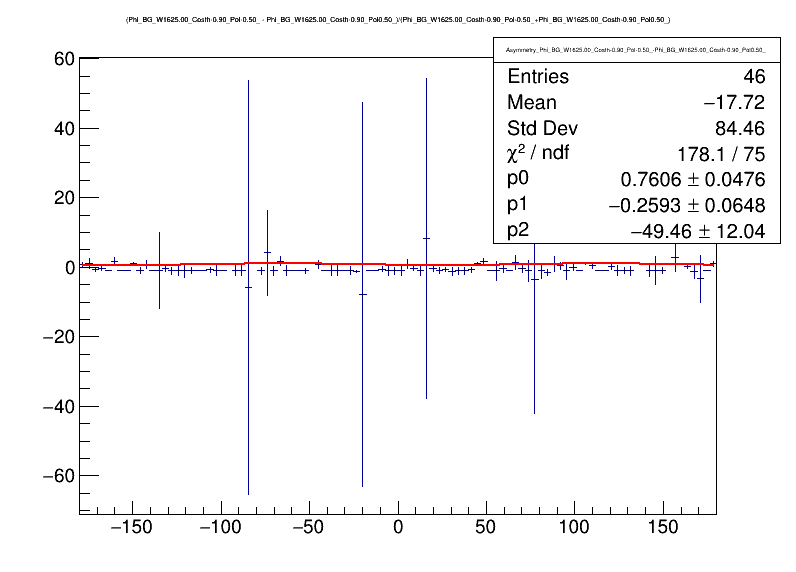 (Phi_BG_W1625.00_Costh-0.90_Pol-0.50_ - Phi_BG_W1625.00_Costh-0.90_Pol0.50_)/(Phi_BG_W1625.00_Costh-0.90_Pol-0.50_+Phi_BG_W1625.00_Costh-0.90_Pol0.50_)
Asymmetry_Phi_BG_W1625.00_Costh-0.90_Pol-0.50_-Phi_BG_W1625.00_Costh-0.90_Pol0.50_
Entries 46
Mean −17.72
Std Dev 84.46
χ² / ndf 178.1 / 75
p0 0.7606 ± 0.0476
p1 −0.2593 ± 0.0648
p2 −49.46 ± 12.04
60
40
20
0
−20
−40
−60
−150 −100 −50 0 50 100 150